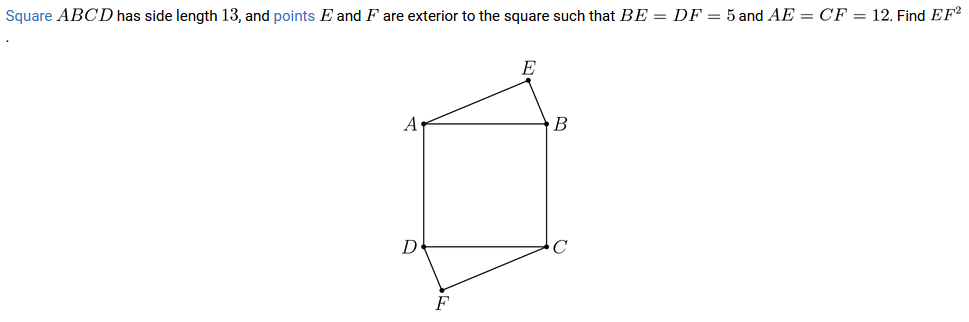 Square ABCD has side length 13, and points E and F are exterior to the square such that BE = DF = 5 and AE = CF = 12. Find EF²
.
E
A
B
D
C
F